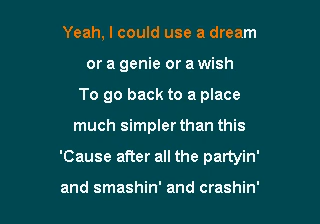 Yeah, I could use a dream
or a genie or a wish
To go back to a place
much simpler than this
'Cause after all the partyin'
and smashin' and crashin'